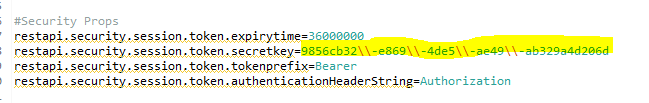 #Security Props
restapi.security.session.token.expirytime=36000000
restapi.security.session.token.secretkey=9856cb32\\-e869\\-4de5\\-ae49\\-ab329a4d206d
restapi.security.session.token.tokenprefix=Bearer
restapi.security.session.token.authenticationHeaderString=Authorization